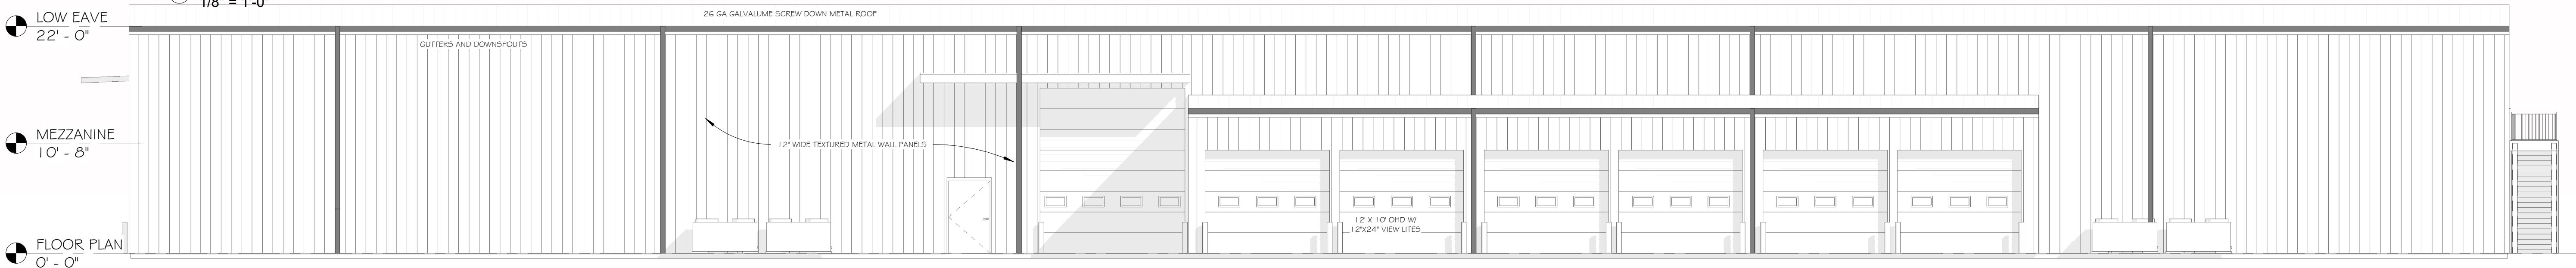 1/8" = 1'-0"
LOW EAVE
22' - 0"
26 GA GALVALUME SCREW DOWN METAL ROOF
GUTTERS AND DOWNSPOUTS
MEZZANINE
10' - 8"
12" WIDE TEXTURED METAL WALL PANELS
12' X 10' OHD W/
12"X24" VIEW LITES
FLOOR PLAN
0' - 0"